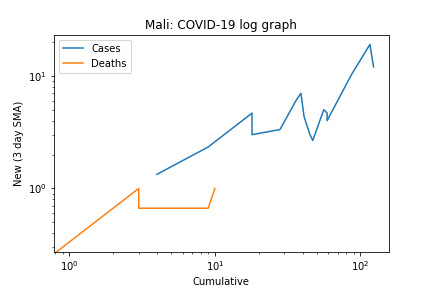 Mali: COVID-19 log graph
Cases
Deaths
New (3 day SMA)
10¹
10⁰
10⁰ 10¹ 10²
Cumulative